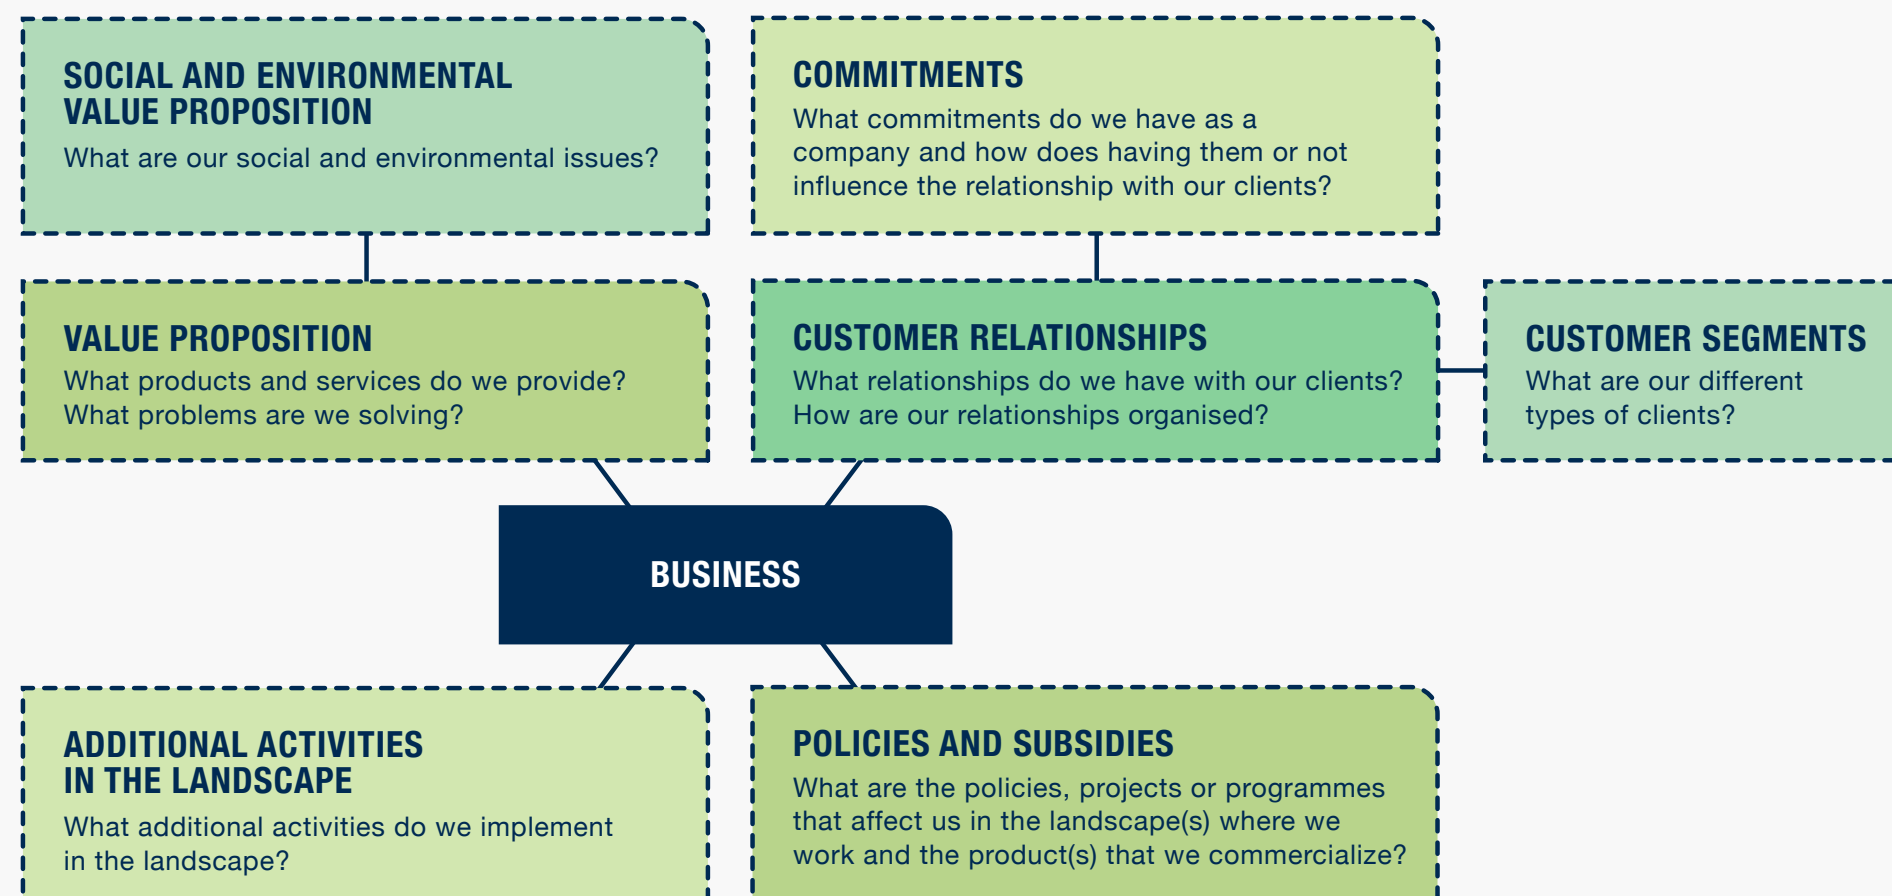 SOCIAL AND ENVIRONMENTAL
VALUE PROPOSITION
What are our social and environmental issues?
COMMITMENTS
What commitments do we have as a
company and how does having them or not
influence the relationship with our clients?
VALUE PROPOSITION
What products and services do we provide?
What problems are we solving?
CUSTOMER RELATIONSHIPS
What relationships do we have with our clients?
How are our relationships organised?
CUSTOMER SEGMENTS
What are our different
types of clients?
BUSINESS
ADDITIONAL ACTIVITIES
IN THE LANDSCAPE
What additional activities do we implement
in the landscape?
POLICIES AND SUBSIDIES
What are the policies, projects or programmes
that affect us in the landscape(s) where we
work and the product(s) that we commercialize?